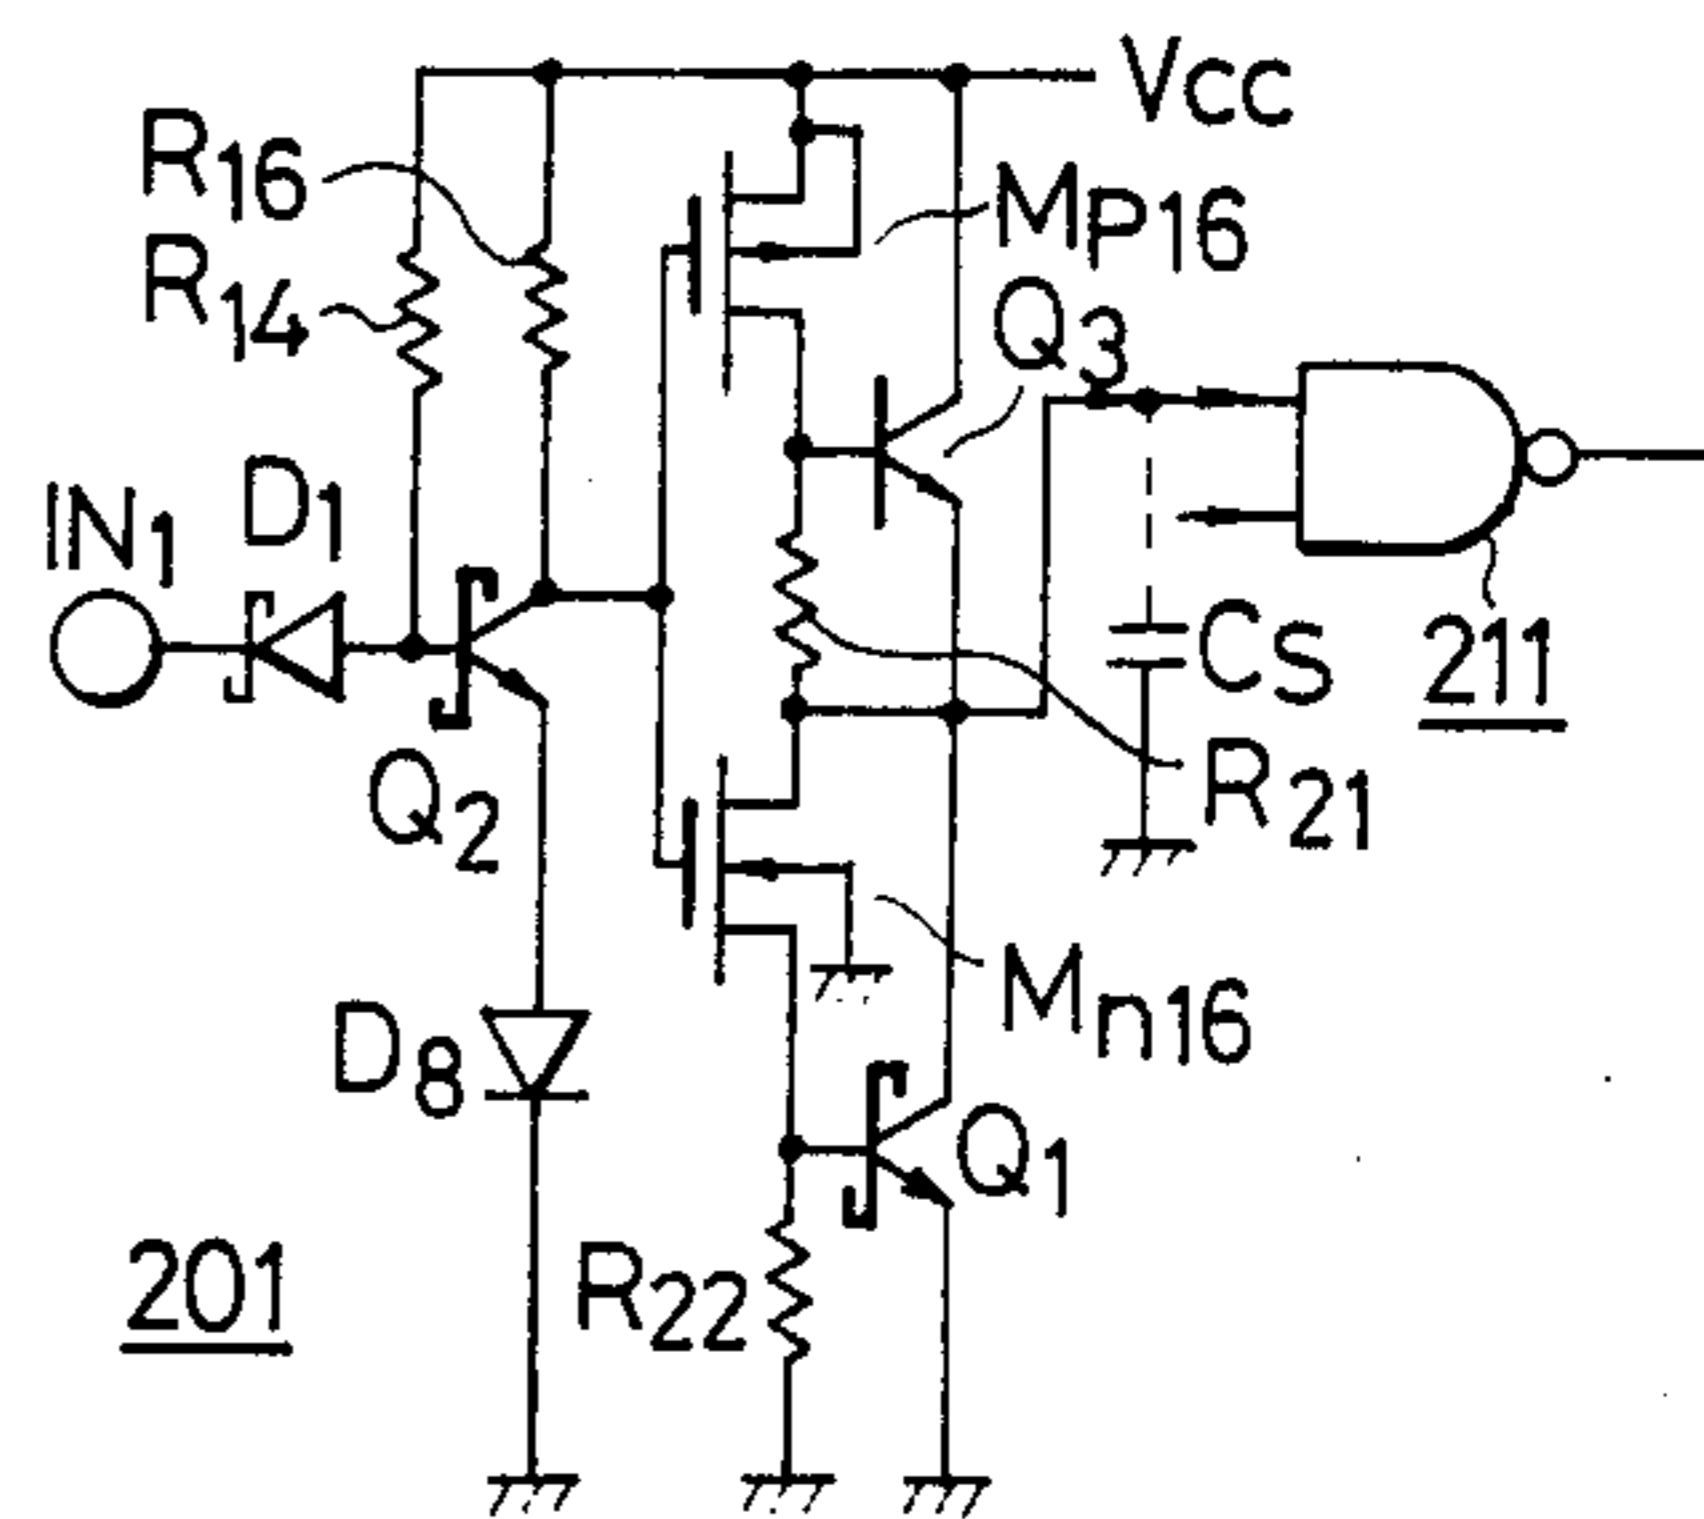 Vcc
R16
MP16
R14
Q3
D1
IN1
CS
211
Q2
R21
D8
Mn16
Q1
201
R22